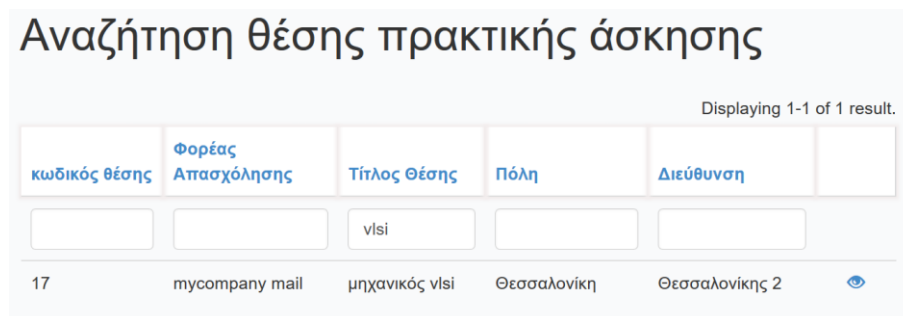 Αναζήτηση θέσης πρακτικής άσκησης
Displaying 1-1 of 1 result.
κωδικός θέσης Φορέας Απασχόλησης Τίτλος Θέσης Πόλη Διεύθυνση
vlsi
17 mycompany mail μηχανικός vlsi Θεσσαλονίκη Θεσσαλονίκης 2